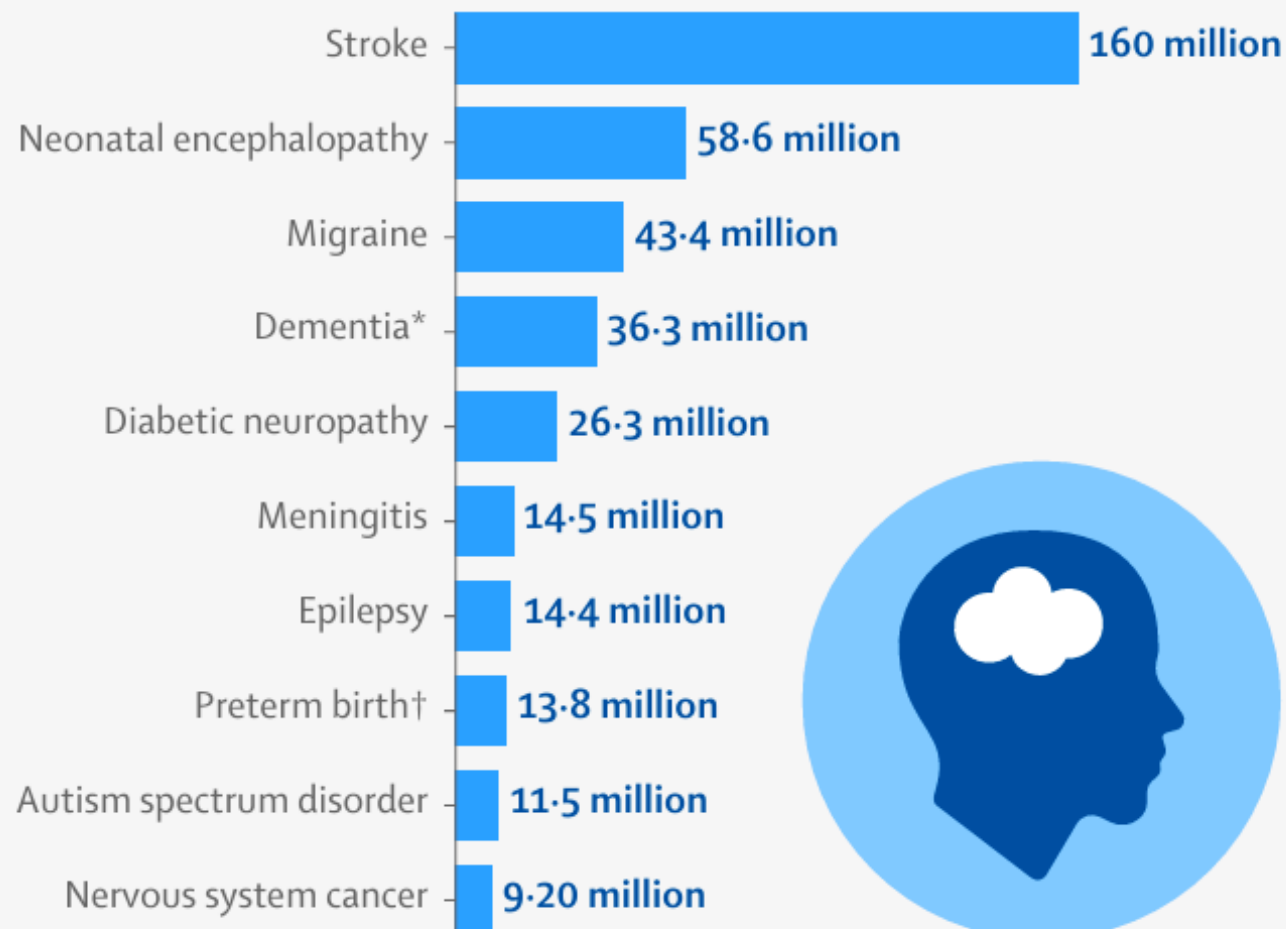 Stroke 160 million
Neonatal encephalopathy 58·6 million
Migraine 43·4 million
Dementia* 36·3 million
Diabetic neuropathy 26·3 million
Meningitis 14·5 million
Epilepsy 14·4 million
Preterm birth† 13·8 million
Autism spectrum disorder 11·5 million
Nervous system cancer 9·20 million